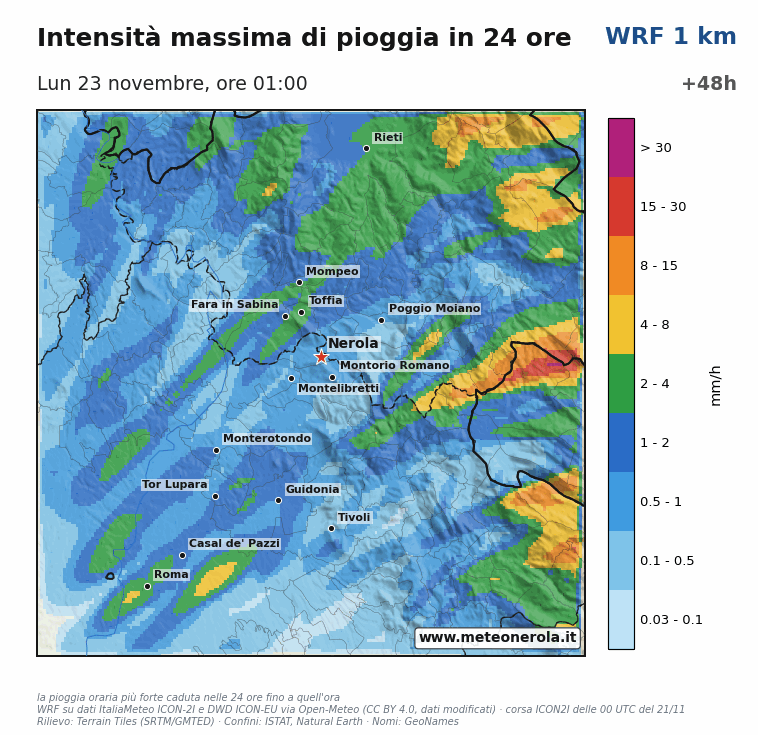 Intensità massima di pioggia in 24 ore
WRF 1 km
Lun 23 novembre, ore 01:00
+48h
Rieti
Mompeo
Fara in Sabina
Toffia
Poggio Moiano
Nerola
Montorio Romano
Montelibretti
Monterotondo
Tor Lupara
Guidonia
Tivoli
Casal de' Pazzi
Roma
www.meteonerola.it
> 30
15 - 30
8 - 15
4 - 8
2 - 4
1 - 2
0.5 - 1
0.1 - 0.5
0.03 - 0.1
mm/h
la pioggia oraria più forte caduta nelle 24 ore fino a quell'ora
WRF su dati ItaliaMeteo ICON-2I e DWD ICON-EU via Open-Meteo (CC BY 4.0, dati modificati) · corsa ICON2I delle 00 UTC del 21/11
Rilievo: Terrain Tiles (SRTM/GMTED) · Confini: ISTAT, Natural Earth · Nomi: GeoNames